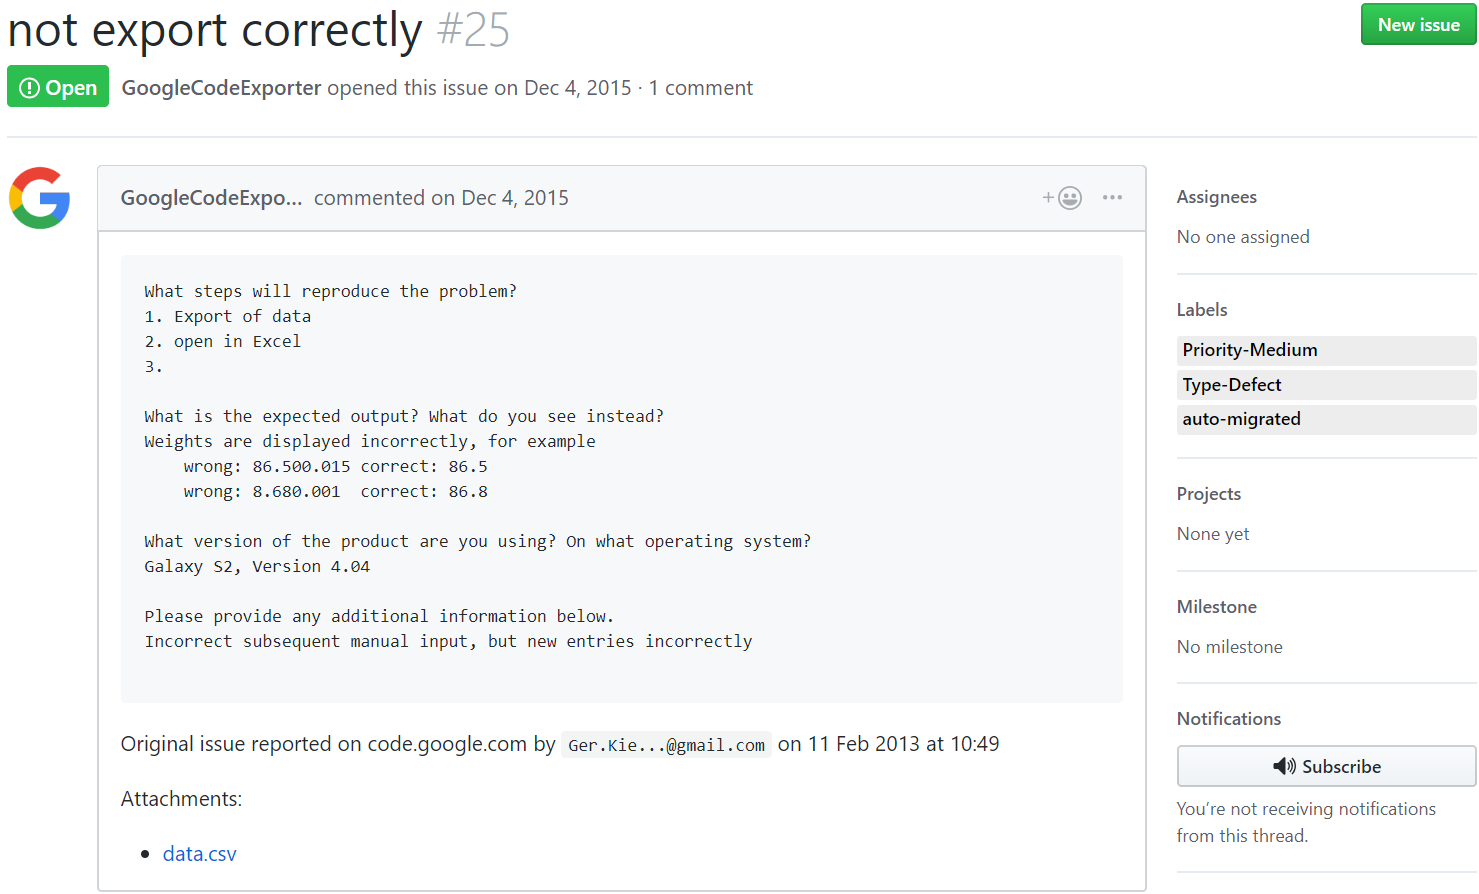 not export correctly #25
New issue
Open GoogleCodeExporter opened this issue on Dec 4, 2015 · 1 comment
GoogleCodeExpo... commented on Dec 4, 2015
What steps will reproduce the problem?
1. Export of data
2. open in Excel
3.
What is the expected output? What do you see instead?
Weights are displayed incorrectly, for example
wrong: 86.500.015 correct: 86.5
wrong: 8.680.001 correct: 86.8
What version of the product are you using? On what operating system?
Galaxy S2, Version 4.04
Please provide any additional information below.
Incorrect subsequent manual input, but new entries incorrectly
Original issue reported on code.google.com by Ger.Kie...@gmail.com on 11 Feb 2013 at 10:49
Attachments:
• data.csv
Assignees
No one assigned
Labels
Priority-Medium
Type-Defect
auto-migrated
Projects
None yet
Milestone
No milestone
Notifications
Subscribe
You’re not receiving notifications
from this thread.